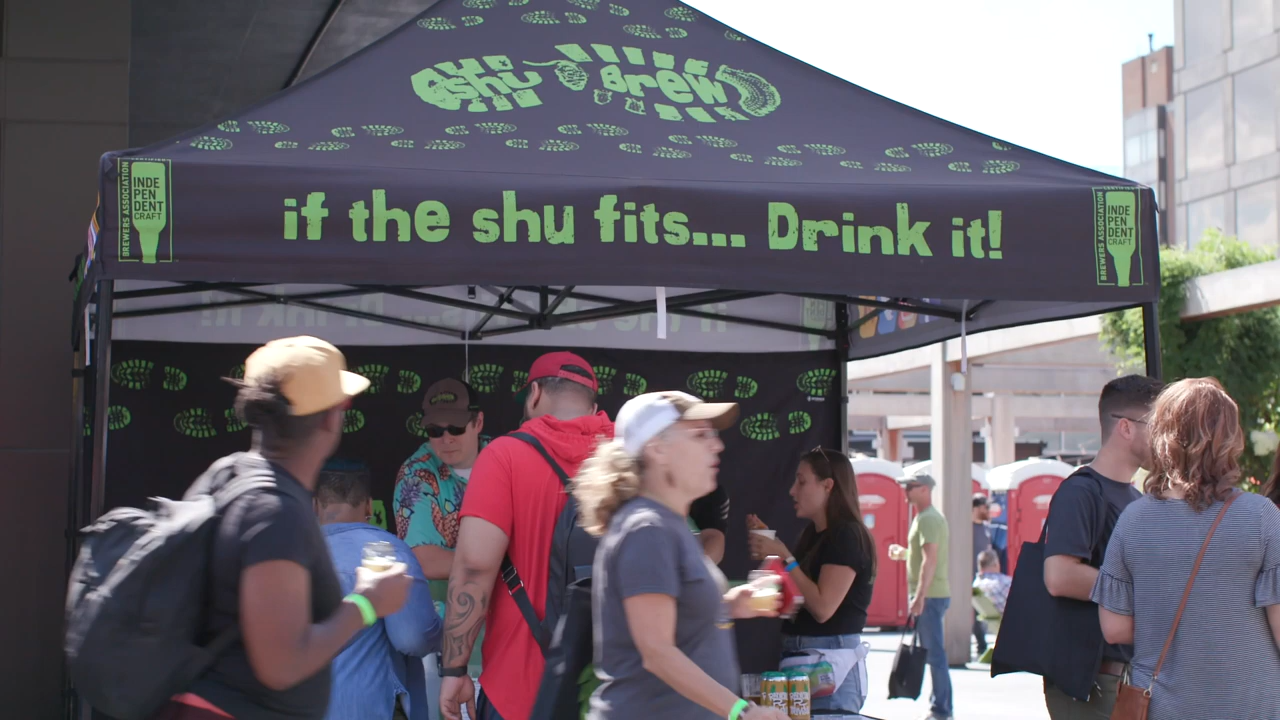 shu Brew
BREWERS ASSOCIATION
INDE
PEN
DENT
CRAFT
if the shu fits... Drink it!
BREWERS ASSOCIATION
INDE
PEN
DENT
CRAFT